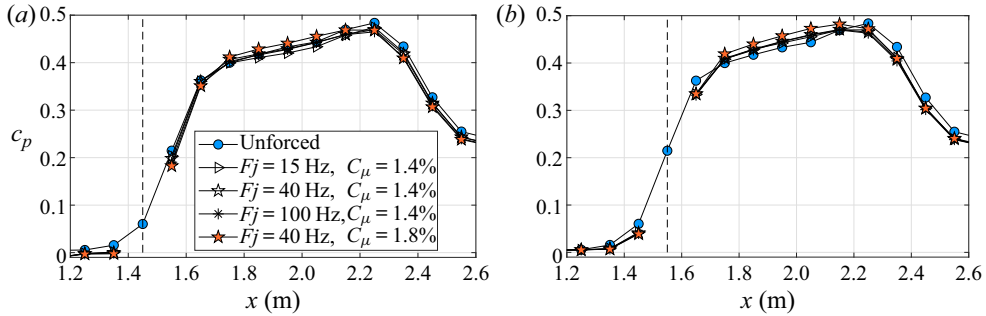 (a)
(b)
0.5
0.4
0.3
0.2
0.1
0
c_p
Unforced
Fj = 15 Hz, C_μ = 1.4%
Fj = 40 Hz, C_μ = 1.4%
Fj = 100 Hz, C_μ = 1.4%
Fj = 40 Hz, C_μ = 1.8%
1.2 1.4 1.6 1.8 2.0 2.2 2.4 2.6
x (m)
0.5
0.4
0.3
0.2
0.1
0
1.2 1.4 1.6 1.8 2.0 2.2 2.4 2.6
x (m)